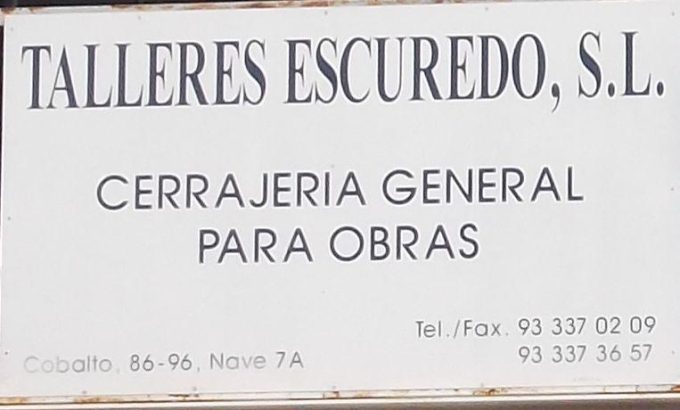 TALLERES ESCUREDO, S.L.
CERRAJERIA GENERAL
PARA OBRAS
Tel./Fax. 93 337 02 09
93 337 36 57
Cobalto, 86-96, Nave 7A